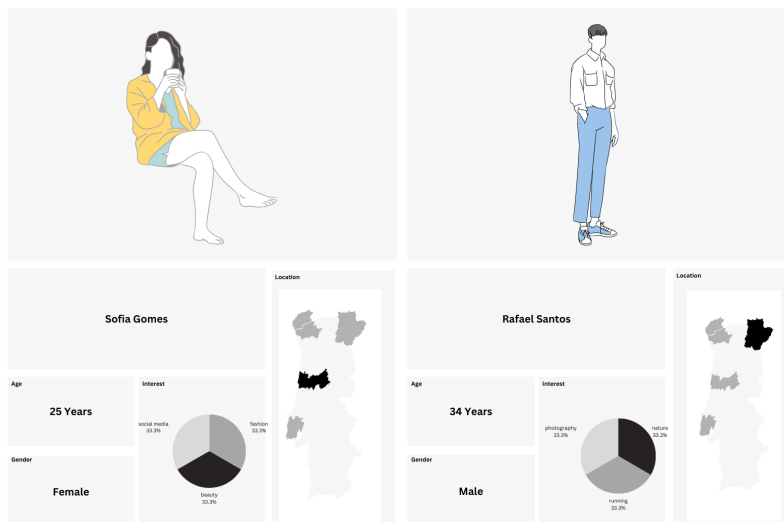 Sofia Gomes
Location
Age
25 Years
Gender
Female
Interest
social media
33.3%
fashion
33.3%
beauty
33.3%
Rafael Santos
Location
Age
34 Years
Gender
Male
Interest
photography
33.3%
nature
33.3%
running
33.3%